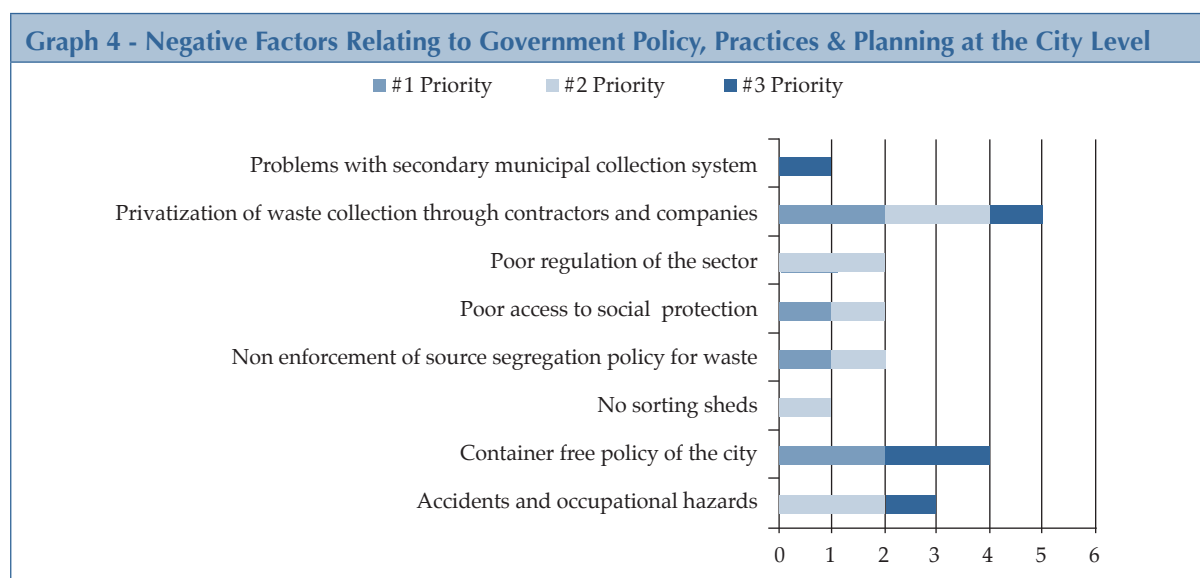 Graph 4 - Negative Factors Relating to Government Policy, Practices & Planning at the City Level
#1 Priority #2 Priority #3 Priority
Problems with secondary municipal collection system
Privatization of waste collection through contractors and companies
Poor regulation of the sector
Poor access to social protection
Non enforcement of source segregation policy for waste
No sorting sheds
Container free policy of the city
Accidents and occupational hazards
0 1 2 3 4 5 6